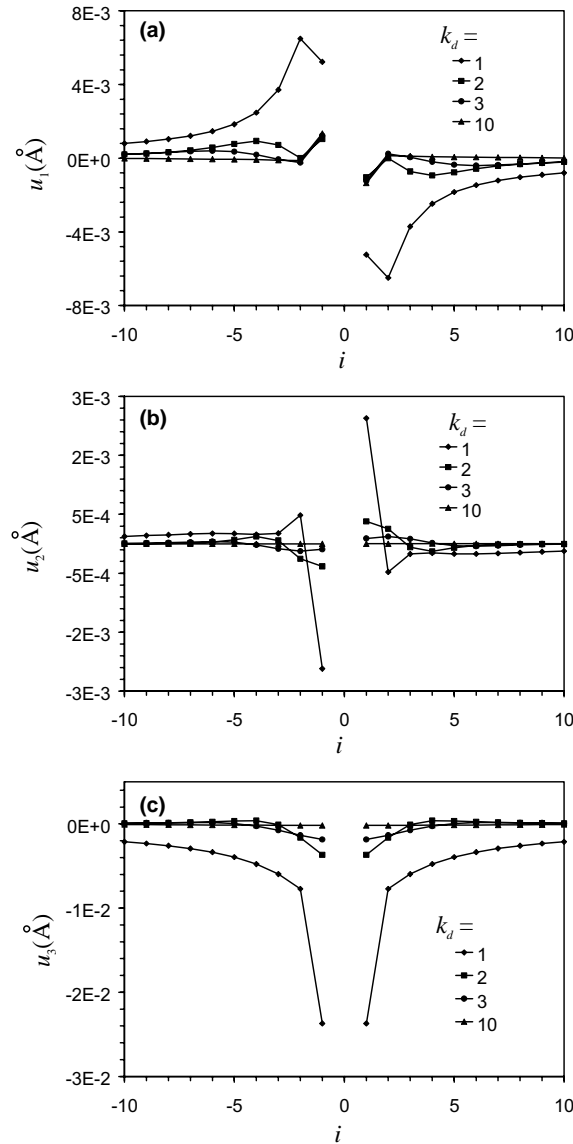 (a)
k_d =
1
2
3
10
8E-3
4E-3
0E+0
-4E-3
-8E-3
u_1(Å)
-10 -5 0 5 10
i
(b)
k_d =
1
2
3
10
3E-3
2E-3
5E-4
-5E-4
-2E-3
-3E-3
u_2(Å)
-10 -5 0 5 10
i
(c)
k_d =
1
2
3
10
0E+0
-1E-2
-2E-2
-3E-2
u_3(Å)
-10 -5 0 5 10
i